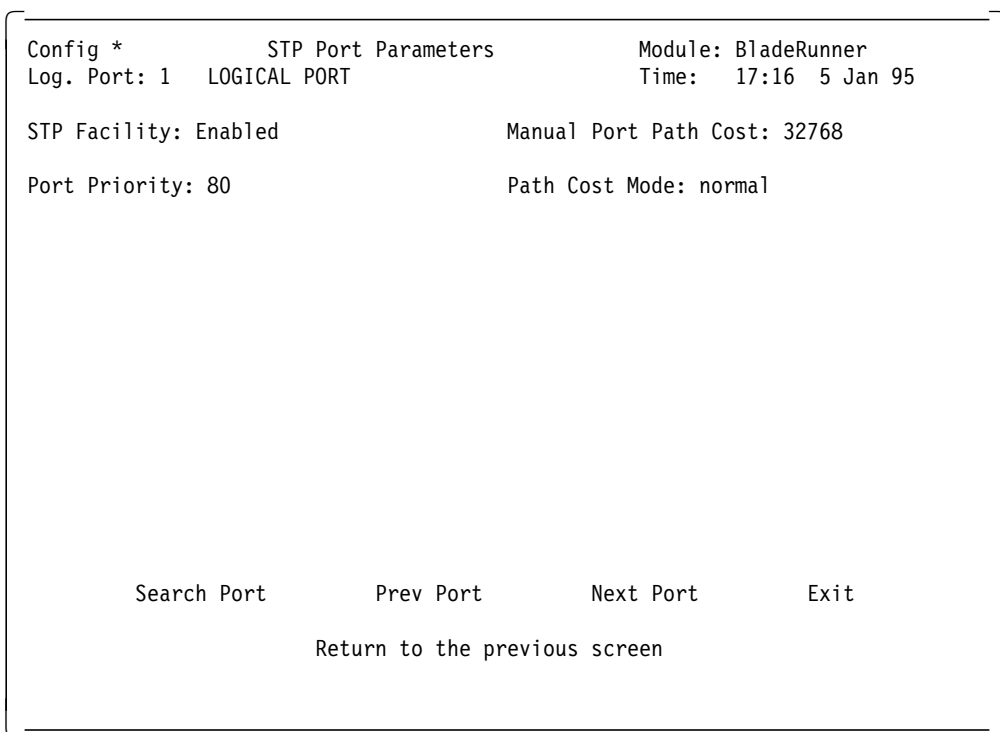 Config * STP Port Parameters Module: BladeRunner
Log. Port: 1 LOGICAL PORT Time: 17:16 5 Jan 95
STP Facility: Enabled Manual Port Path Cost: 32768
Port Priority: 80 Path Cost Mode: normal
Search Port Prev Port Next Port Exit
Return to the previous screen